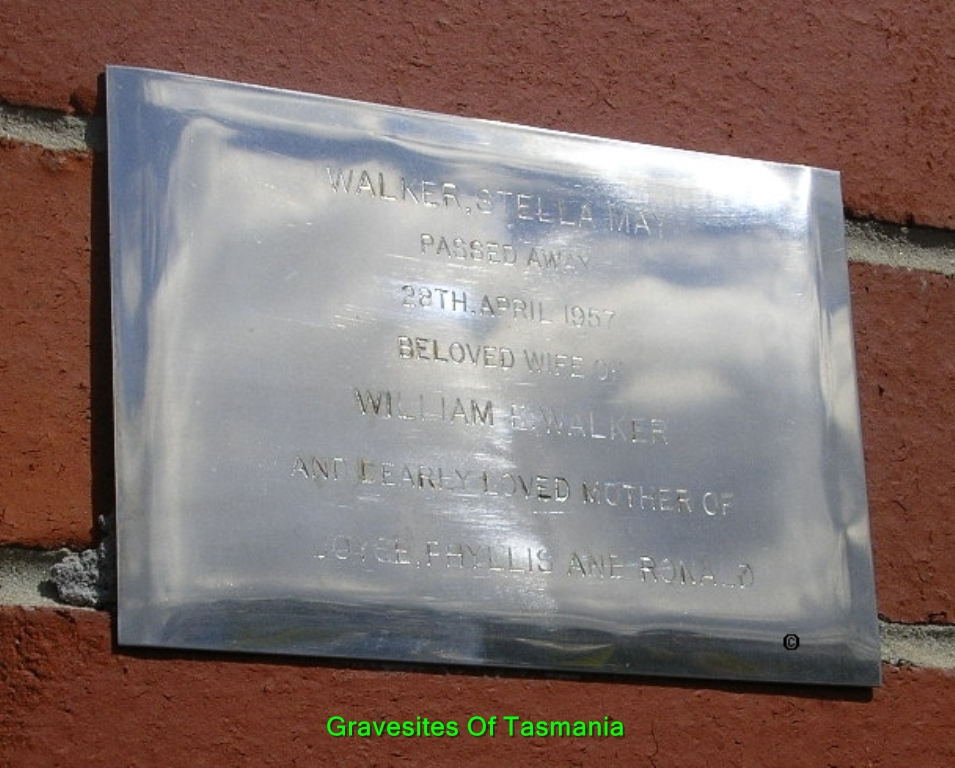 WALKER, STELLA MAY
PASSED AWAY
28TH. APRIL 1957
BELOVED WIFE OF
WILLIAM E. WALKER
AND DEARLY LOVED MOTHER OF
JOYCE, PHYLLIS AND RONALD
©
Gravesites Of Tasmania